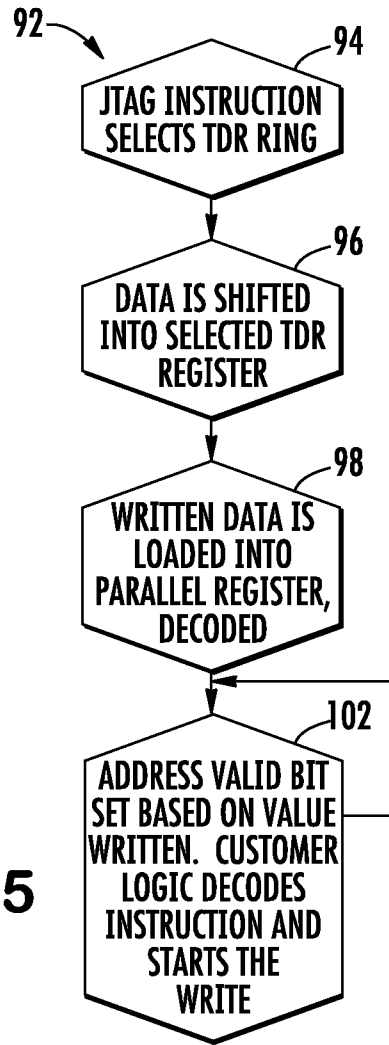 92
94
JTAG INSTRUCTION
SELECTS TDR RING
96
DATA IS SHIFTED
INTO SELECTED TDR
REGISTER
98
WRITTEN DATA IS
LOADED INTO
PARALLEL REGISTER,
DECODED
102
ADDRESS VALID BIT
SET BASED ON VALUE
WRITTEN. CUSTOMER
LOGIC DECODES
INSTRUCTION AND
STARTS THE
WRITE
5